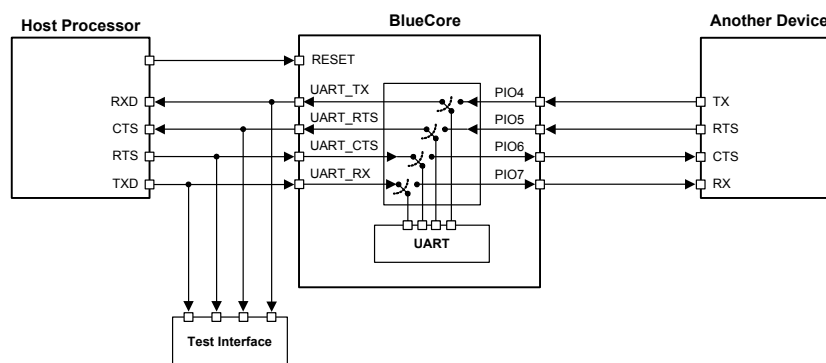 Host Processor
BlueCore
Another Device
RESET
RXD
UART_TX
PIO4
TX
CTS
UART_RTS
PIO5
RTS
RTS
UART_CTS
PIO6
CTS
TXD
UART_RX
PIO7
RX
UART
Test Interface